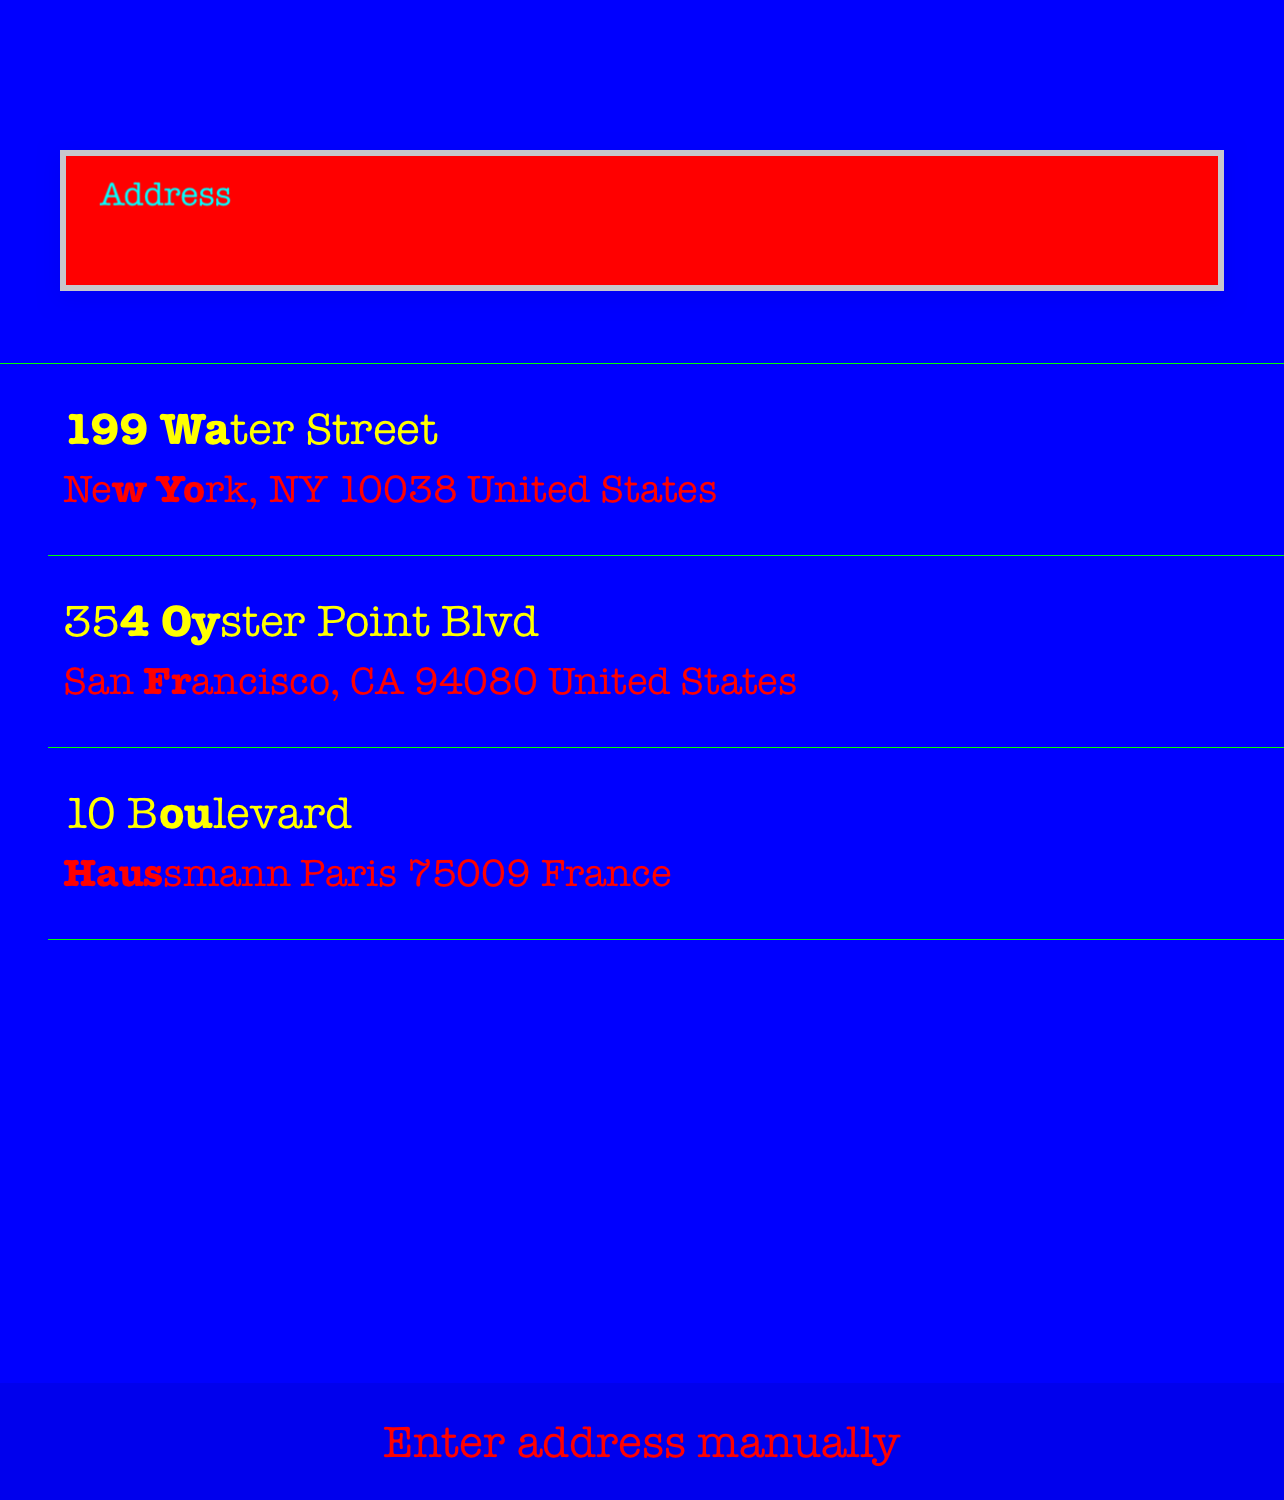 Address
199 Water Street
New York, NY 10038 United States
354 Oyster Point Blvd
San Francisco, CA 94080 United States
10 Boulevard
Haussmann Paris 75009 France
Enter address manually